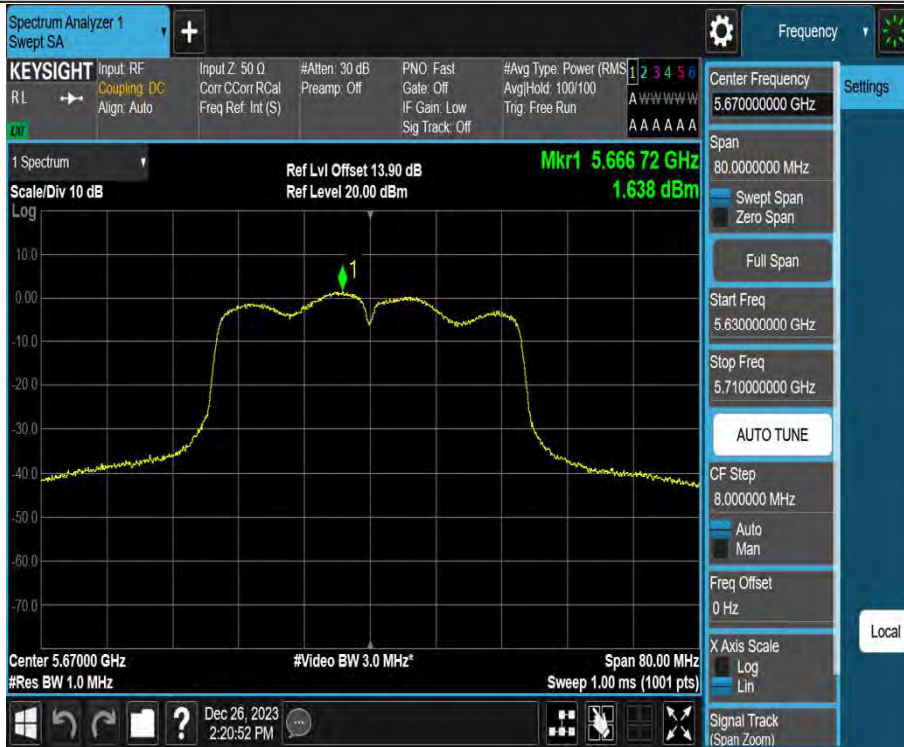 Spectrum Analyzer 1
Swept SA
+
Frequency
KEYSIGHT
RL
LXI
Input: RF
Coupling: DC
Align: Auto
Input Z: 50 Ω
Corr CCorr RCal
Freq Ref: Int (S)
#Atten: 30 dB
Preamp: Off
PNO: Fast
Gate: Off
IF Gain: Low
Sig Track: Off
#Avg Type: Power (RMS
Avg|Hold: 100/100
Trig: Free Run
1 2 3 4 5 6
A W W W W W
A A A A A A
1 Spectrum
Scale/Div 10 dB
Log
Ref Lvl Offset 13.90 dB
Ref Level 20.00 dBm
Mkr1 5.666 72 GHz
1.638 dBm
1
10.0
0.00
-10.0
-20.0
-30.0
-40.0
-50.0
-60.0
-70.0
Center 5.67000 GHz
#Res BW 1.0 MHz
#Video BW 3.0 MHz*
Span 80.00 MHz
Sweep 1.00 ms (1001 pts)
?
Dec 26, 2023
2:20:52 PM
Center Frequency
5.670000000 GHz
Span
80.0000000 MHz
Swept Span
Zero Span
Full Span
Start Freq
5.630000000 GHz
Stop Freq
5.710000000 GHz
AUTO TUNE
CF Step
8.000000 MHz
Auto
Man
Freq Offset
0 Hz
X Axis Scale
Log
Lin
Signal Track
(Span Zoom)
Settings
Local